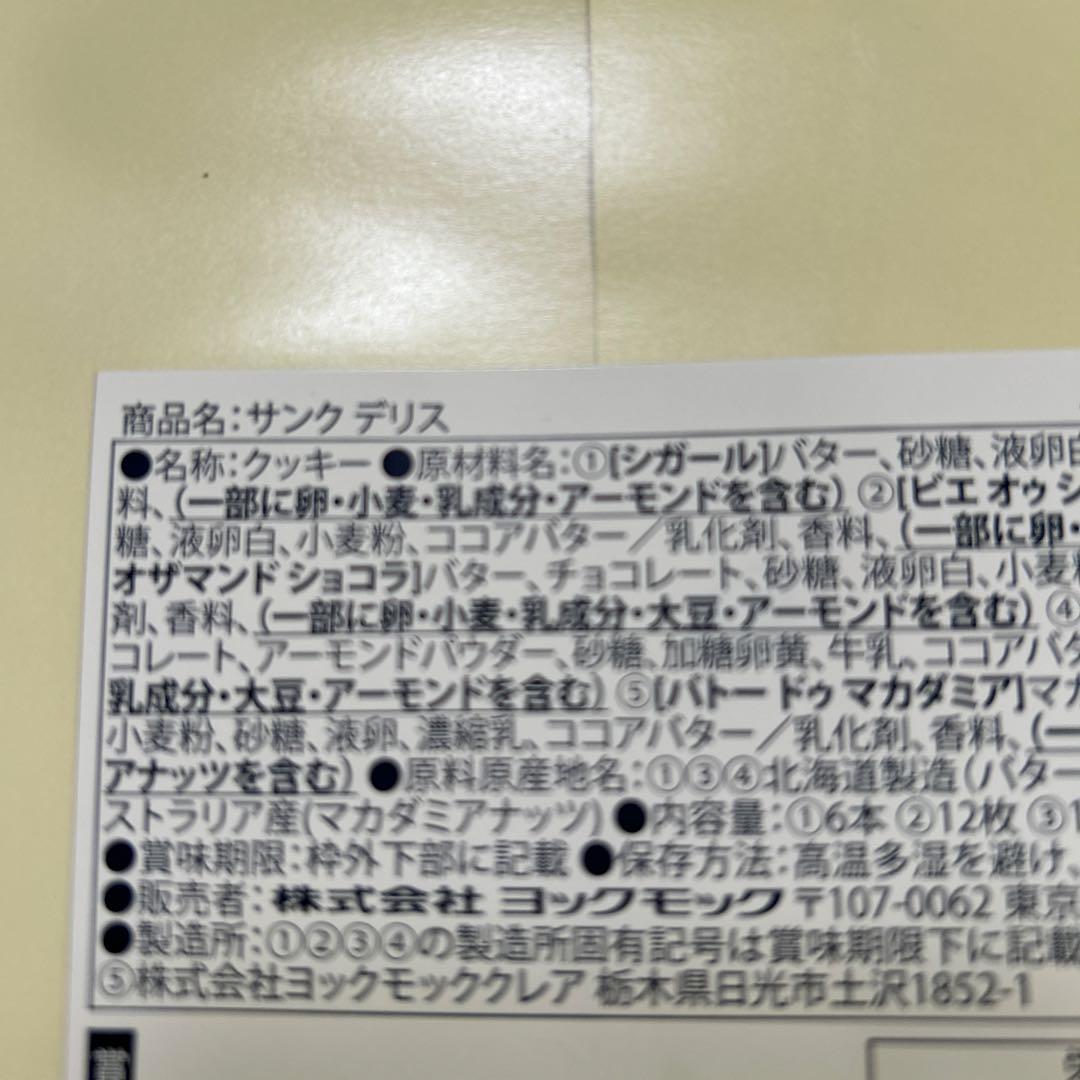 商品名：サンク デリス
●名称：クッキー ●原材料名：①[シガール]バター、砂糖、液卵白
料、（一部に卵・小麦・乳成分・アーモンドを含む） ②[ビエ オゥ シ
糖、液卵白、小麦粉、ココアバター／乳化剤、香料、（一部に卵・
オザマンド ショコラ]バター、チョコレート、砂糖、液卵白、小麦粉
剤、香料、（一部に卵・小麦・乳成分・大豆・アーモンドを含む） ④
コレート、アーモンドパウダー、砂糖、加糖卵黄、牛乳、ココアバタ
乳成分・大豆・アーモンドを含む） ⑤[バトー ドゥ マカダミア]マカ
小麦粉、砂糖、液卵、濃縮乳、ココアバター／乳化剤、香料、（一
アナッツを含む） ●原料原産地名：①③④北海道製造（バター
ストラリア産(マカダミアナッツ) ●内容量：①6本 ②12枚 ③1
●賞味期限：枠外下部に記載 ●保存方法：高温多湿を避け、
●販売者：株式会社 ヨックモック 〒107-0062 東京
●製造所：①②③④の製造所固有記号は賞味期限下に記載
⑤株式会社ヨックモッククレア 栃木県日光市土沢1852-1
賞